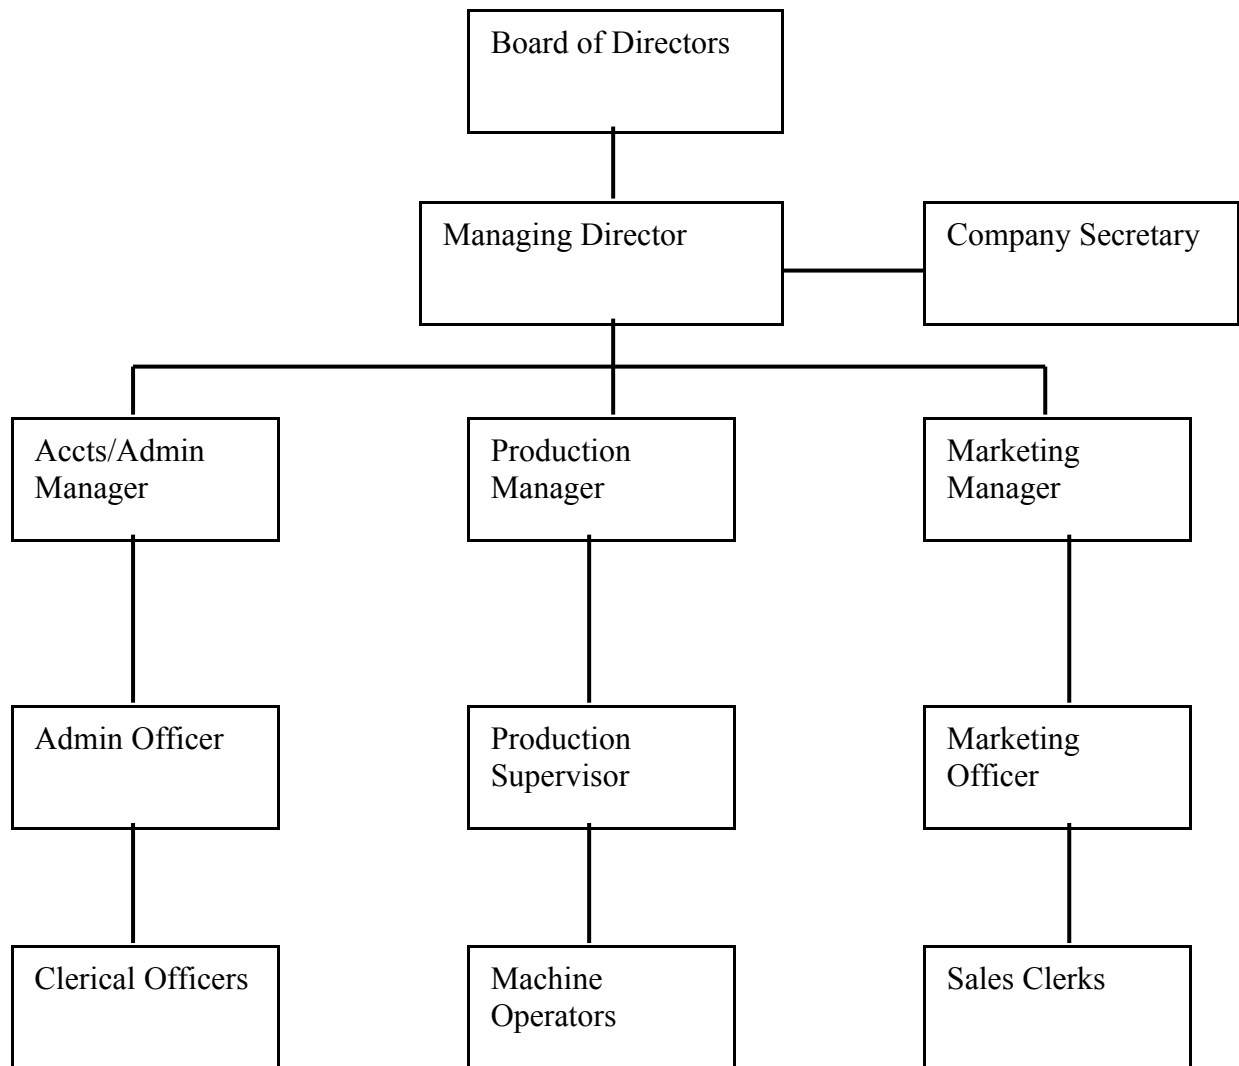 Board of Directors
Managing Director
Company Secretary
Accts/Admin
Manager
Production
Manager
Marketing
Manager
Admin Officer
Production
Supervisor
Marketing
Officer
Clerical Officers
Machine
Operators
Sales Clerks